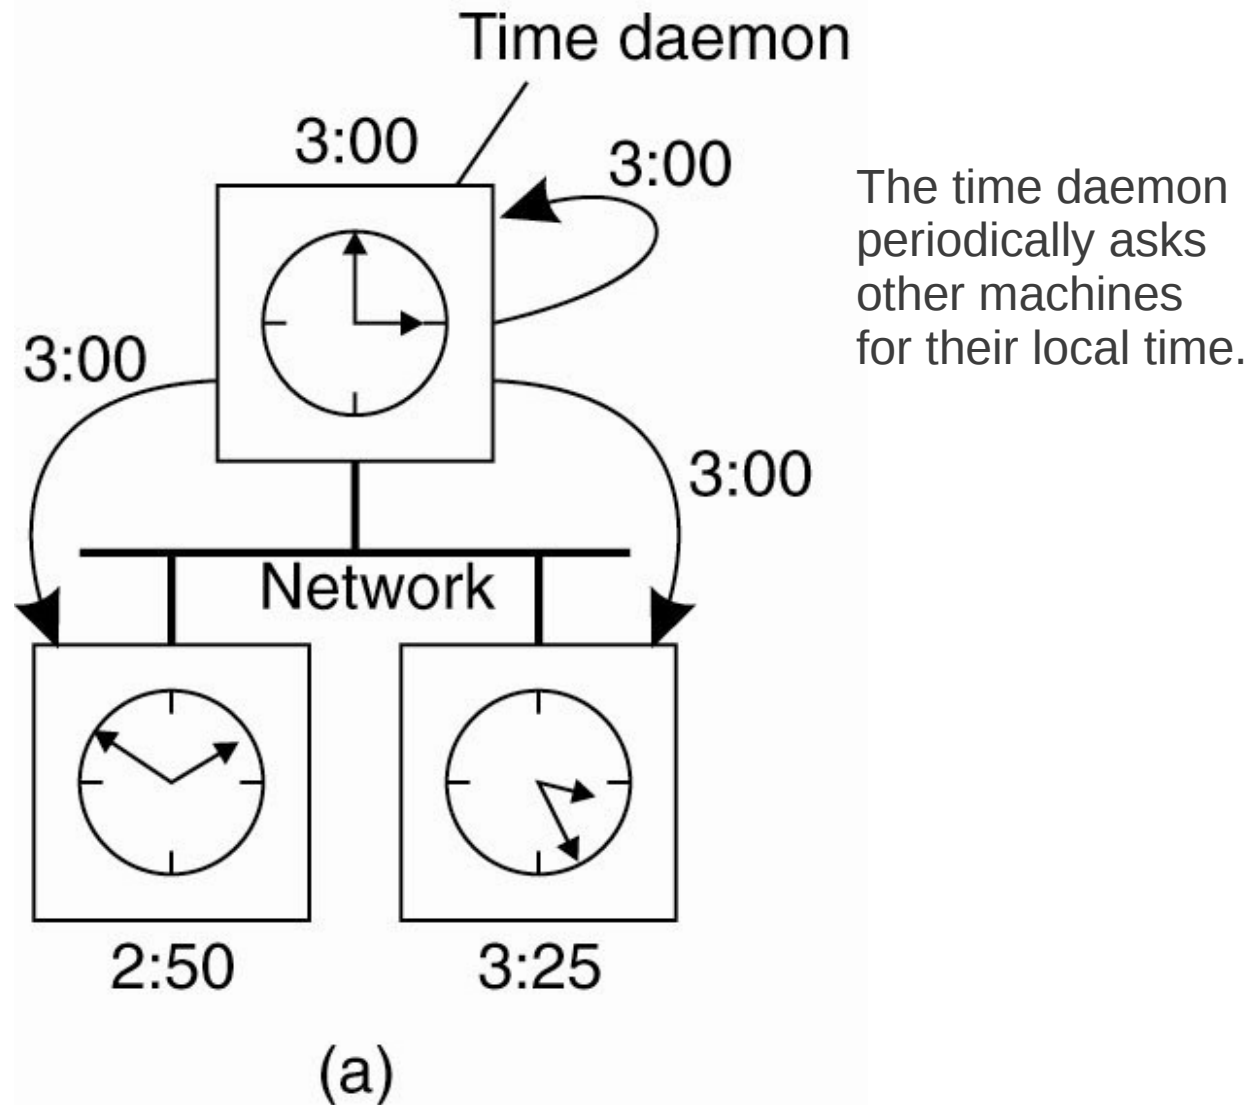 Time daemon
3:00
3:00
The time daemon
periodically asks
other machines
for their local time.
3:00
3:00
Network
2:50
3:25
(a)